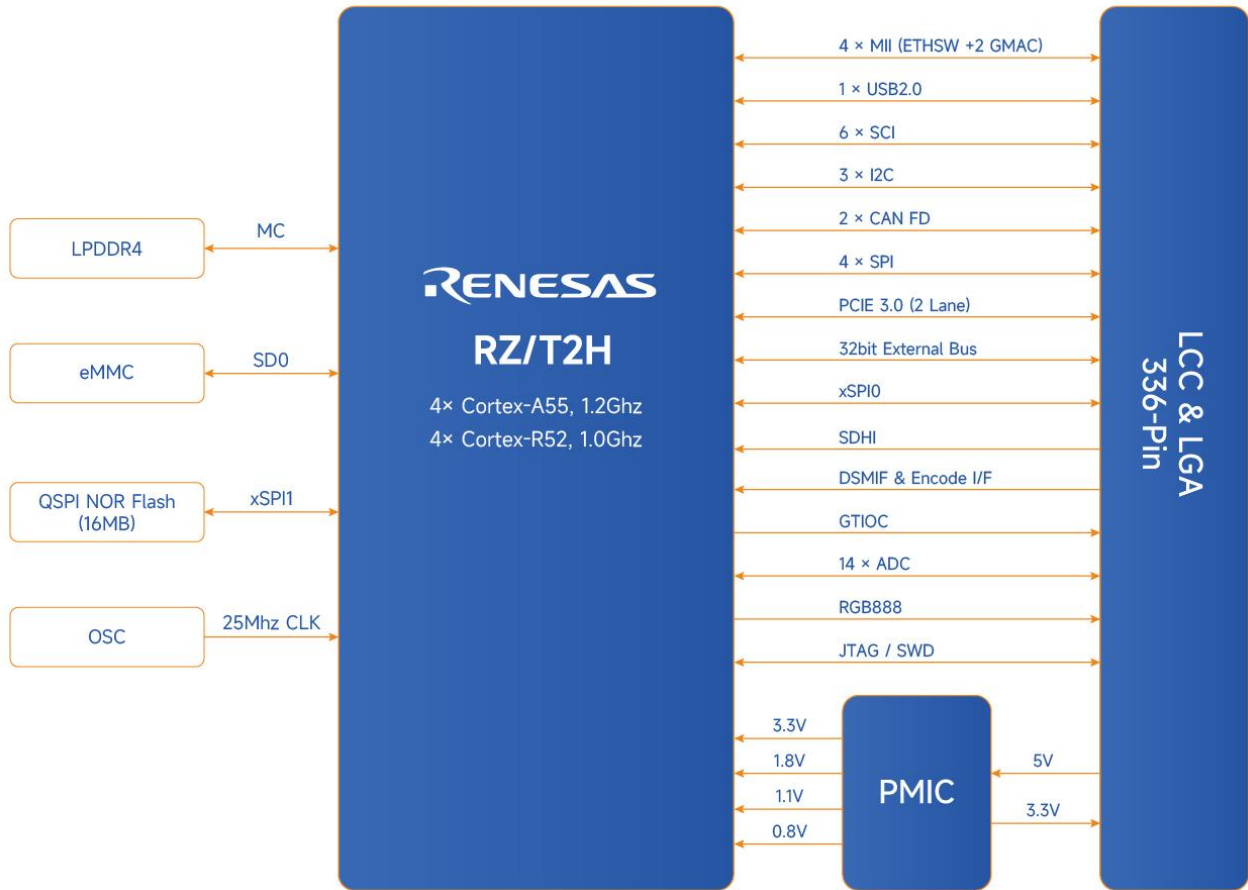 LPDDR4
MC
eMMC
SD0
QSPI NOR Flash
(16MB)
xSPI1
OSC
25Mhz CLK
RENESAS
RZ/T2H
4× Cortex-A55, 1.2Ghz
4× Cortex-R52, 1.0Ghz
4 × MII (ETHSW +2 GMAC)
1 × USB2.0
6 × SCI
3 × I2C
2 × CAN FD
4 × SPI
PCIE 3.0 (2 Lane)
32bit External Bus
xSPI0
SDHI
DSMIF & Encode I/F
GTIOC
14 × ADC
RGB888
JTAG / SWD
3.3V
1.8V
1.1V
0.8V
PMIC
5V
3.3V
LCC & LGA
336-Pin